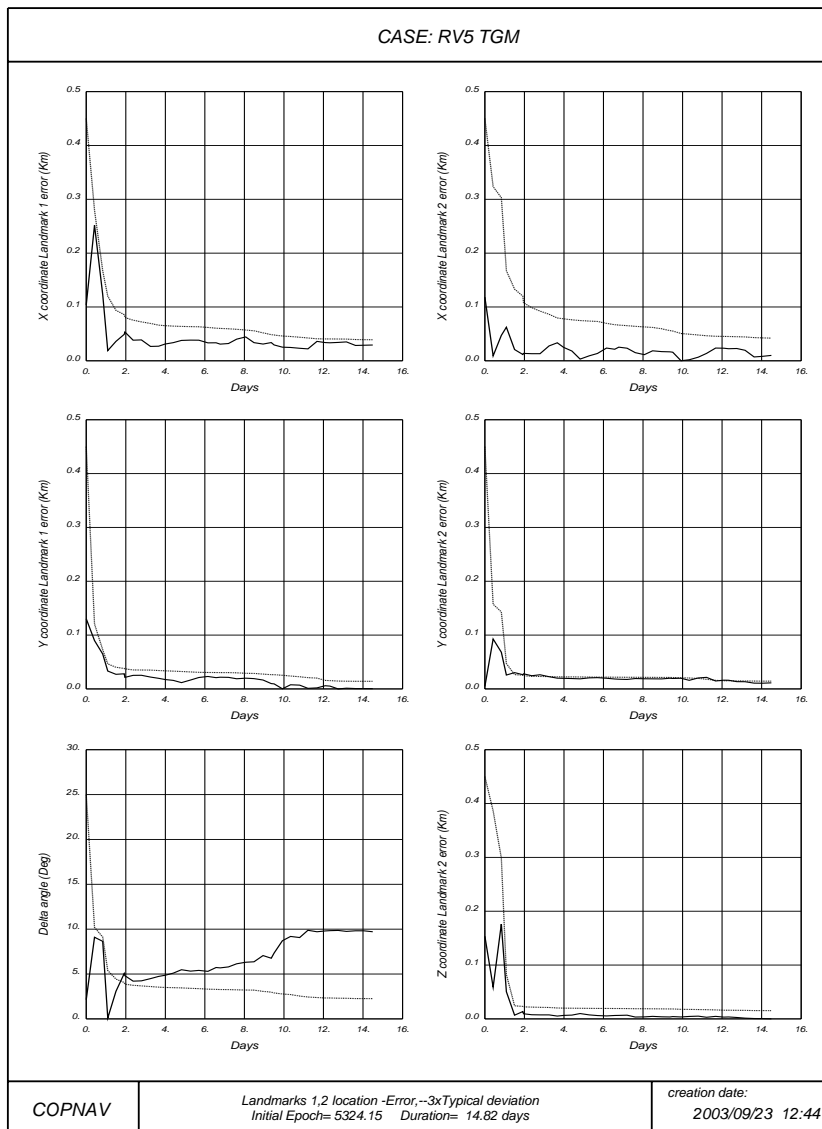 CASE: RV5 TGM
0.5
0.4
0.3
0.2
0.1
0.0
X coordinate Landmark 1 error (Km)
0. 2. 4. 6. 8. 10. 12. 14. 16.
Days
0.5
0.4
0.3
0.2
0.1
0.0
X coordinate Landmark 2 error (Km)
0. 2. 4. 6. 8. 10. 12. 14. 16.
Days
0.5
0.4
0.3
0.2
0.1
0.0
Y coordinate Landmark 1 error (Km)
0. 2. 4. 6. 8. 10. 12. 14. 16.
Days
0.5
0.4
0.3
0.2
0.1
0.0
Y coordinate Landmark 2 error (Km)
0. 2. 4. 6. 8. 10. 12. 14. 16.
Days
30.
25.
20.
15.
10.
5.
0.
Delta angle (Deg)
0. 2. 4. 6. 8. 10. 12. 14. 16.
Days
0.5
0.4
0.3
0.2
0.1
0.0
Z coordinate Landmark 2 error (Km)
0. 2. 4. 6. 8. 10. 12. 14. 16.
Days
COPNAV
Landmarks 1,2 location -Error,--3xTypical deviation
Initial Epoch= 5324.15 Duration= 14.82 days
creation date:
2003/09/23 12:44